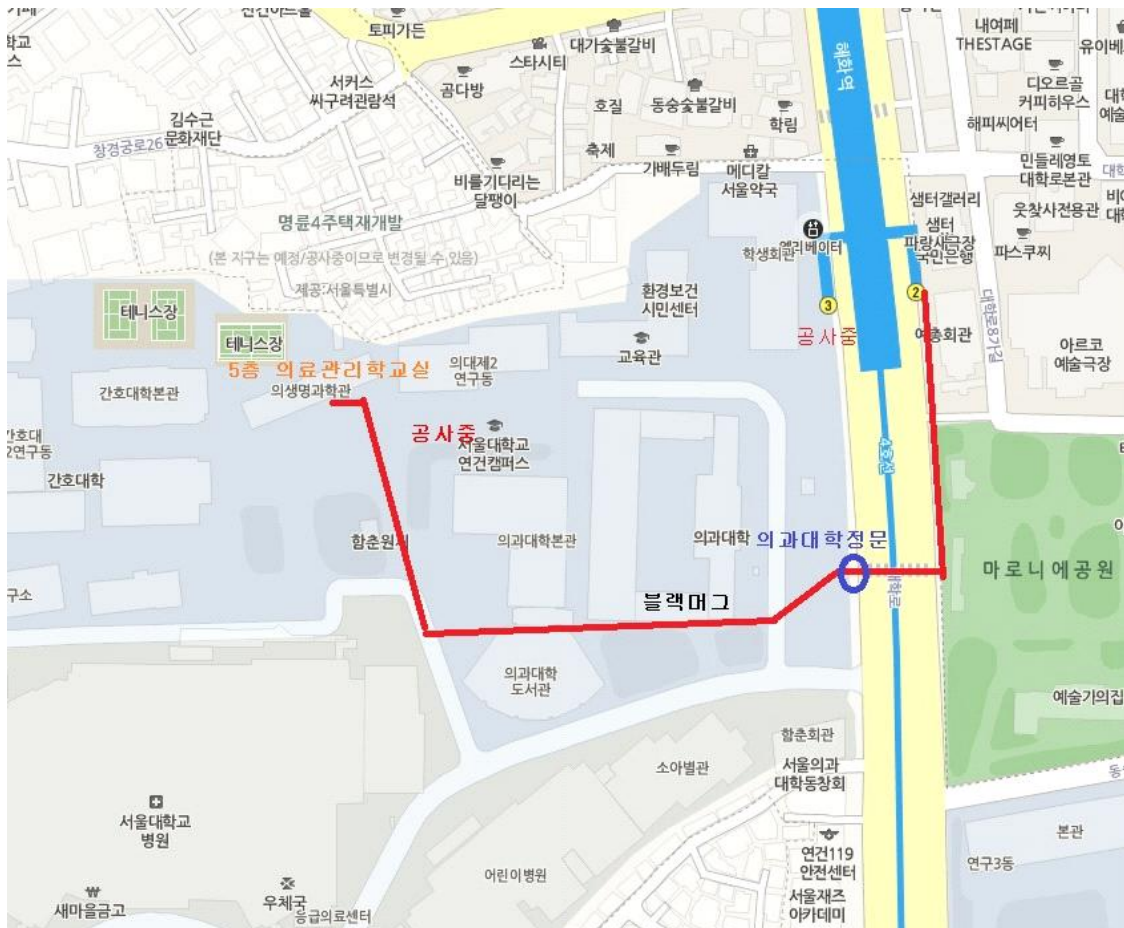 토피가든
스타시티
대가숯불갈비
해화역
내여페
THESTAGE
유이베
서커스
싸구려관람석
곰다방
호질
동숭숯불갈비
학림
디오르골
커피하우스
해피씨어터
김수근
문화재단
창경궁로26
축제
비를기다리는
달팽이
가배두림
메디칼
서울약국
민들레영토
대학로본관
샘터갤러리
웃찾사전용관
명륜4주택재개발
(본 지구는 예정/공사중이므로 변경될 수 있음)
제공:서울특별시
학생회관
엘리베이터
샘터
파랑새극장
국민은행
파스쿠찌
환경보건
시민센터
3
2
공사중
예총회관
대학로8가길
아르코
예술극장
테니스장
테니스장
교육관
5층 의료관리학교실
의대제2
연구동
간호대학본관
의생명과학관
공사중
서울대학교
연건캠퍼스
4호선
간호대
2연구동
간호대학
함춘원지
의과대학본관
의과대학
의과대학정문
마로니에공원
대학로
구소
블랙머그
의과대학
도서관
예술가의집
함춘회관
소아별관
서울의과
대학동창회
서울대학교
병원
본관
연구3동
연건119
안전센터
어린이병원
새마을금고
우체국
응급의료센터
서울재즈
아카데미